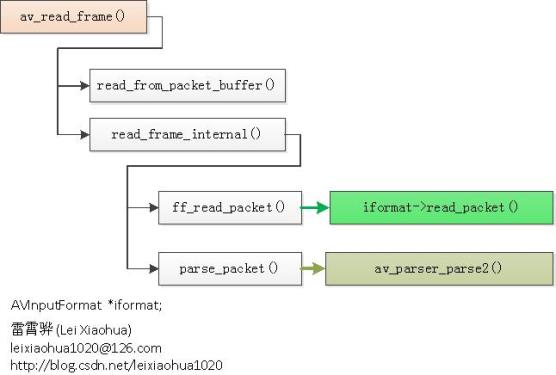 av_read_frame()
read_from_packet_buffer()
read_frame_internal()
ff_read_packet()
iformat->read_packet()
parse_packet()
av_parser_parse2()
AVInputFormat *iformat;
雷霄骅 (Lei Xiaohua)
leixiaohua1020@126.com
http://blog.csdn.net/leixiaohua1020